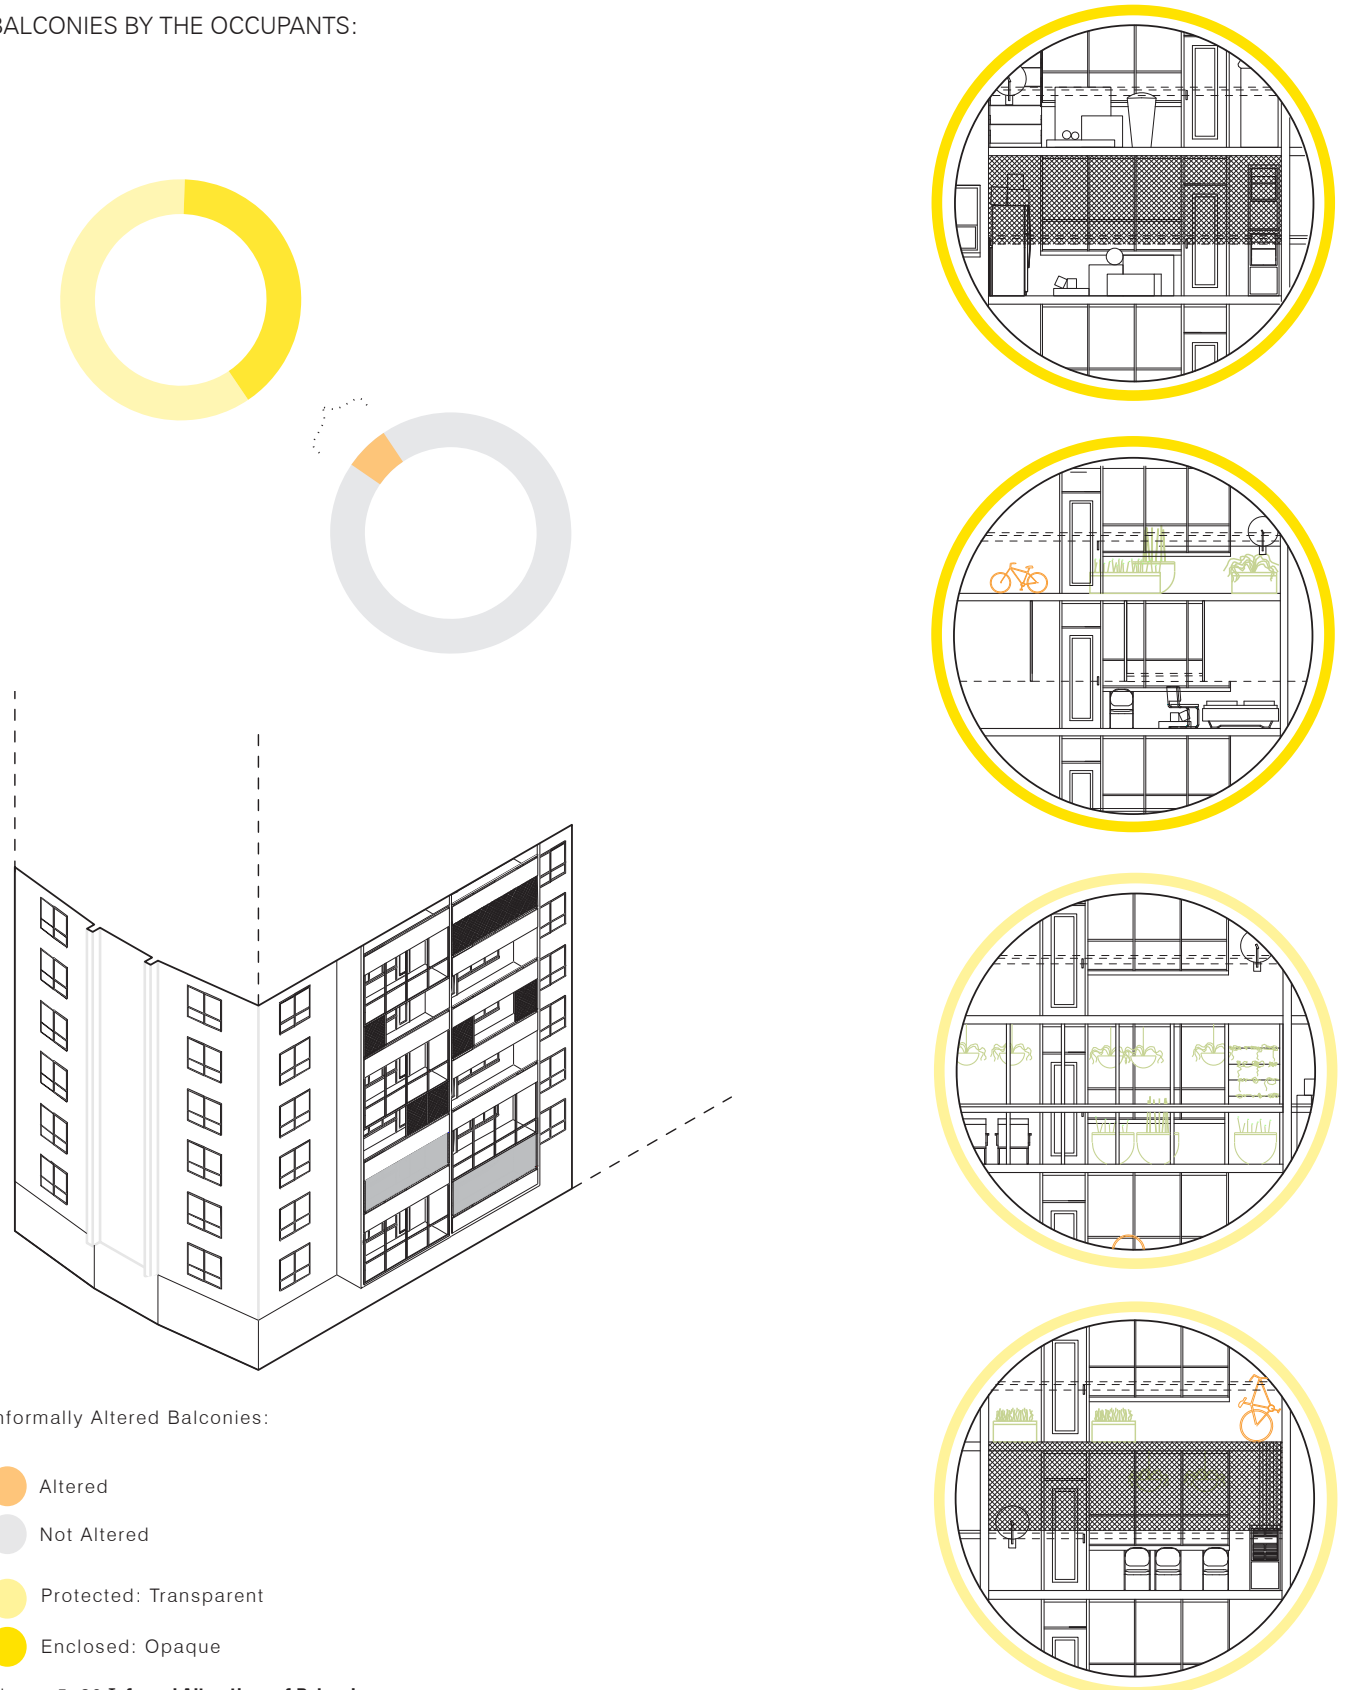 BALCONIES BY THE OCCUPANTS:
Informally Altered Balconies:
Altered
Not Altered
Protected: Transparent
Enclosed: Opaque